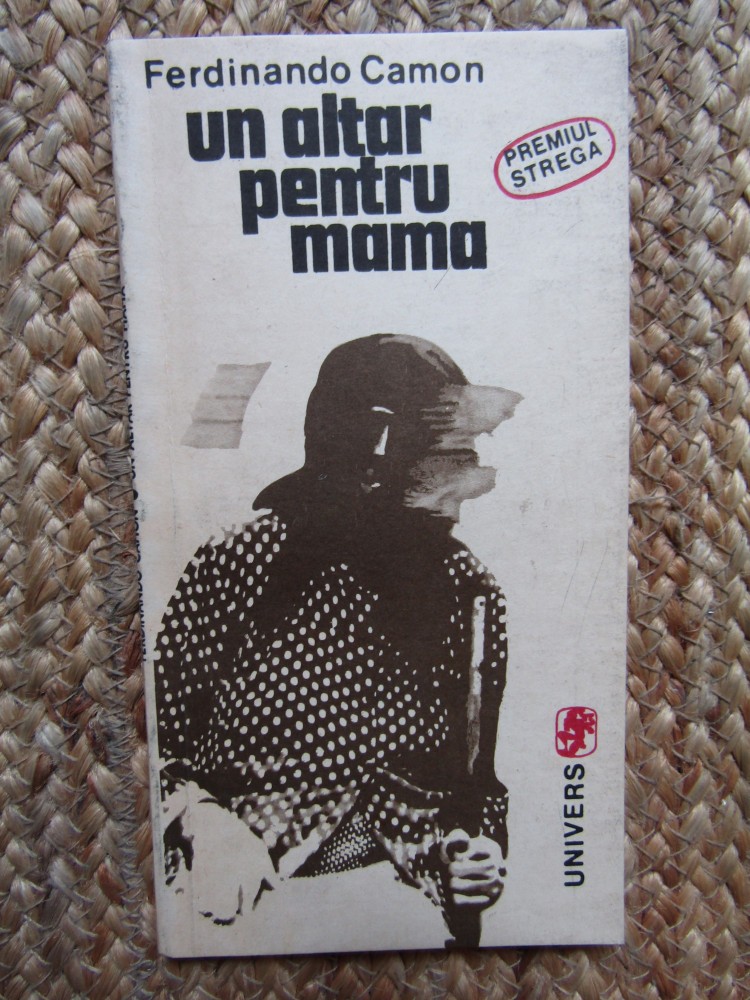 Ferdinando Camon
un altar
pentru
mama
PREMIUL
STREGA
UNIVERS